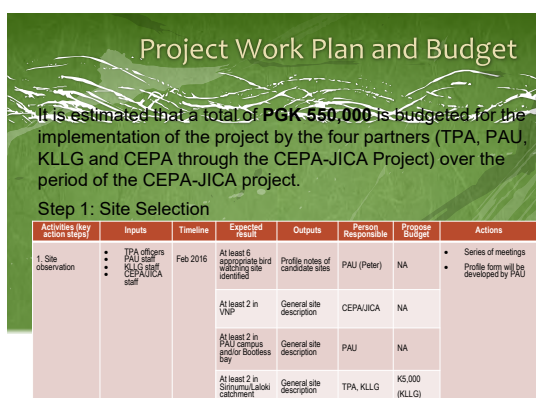 Project Work Plan and Budget
It is estimated that a total of PGK 550,000 is budgeted for the
implementation of the project by the four partners (TPA, PAU,
KLLG and CEPA through the CEPA-JICA Project) over the
period of the CEPA-JICA project.
Step 1: Site Selection
Activities (key
action steps)
Inputs
Timeline
Expected
result
Outputs
Person
Responsible
Propose
Budget
Actions
1. Site
observation
• TPA officers
• PAU staff
• KLLG staff
• CEPA/JICA
staff
Feb 2016
At least 6
appropriate bird
watching site
identified
Profile notes of
candidate sites
PAU (Peter)
NA
• Series of meetings
• Profile form will be
developed by PAU
At least 2 in
VNP
General site
description
CEPA/JICA
NA
At least 2 in
PAU campus
and/or Bootless
bay
General site
description
PAU
NA
At least 2 in
Sirinumu/Laloki
catchment
General site
description
TPA, KLLG
K5,000
(KLLG)